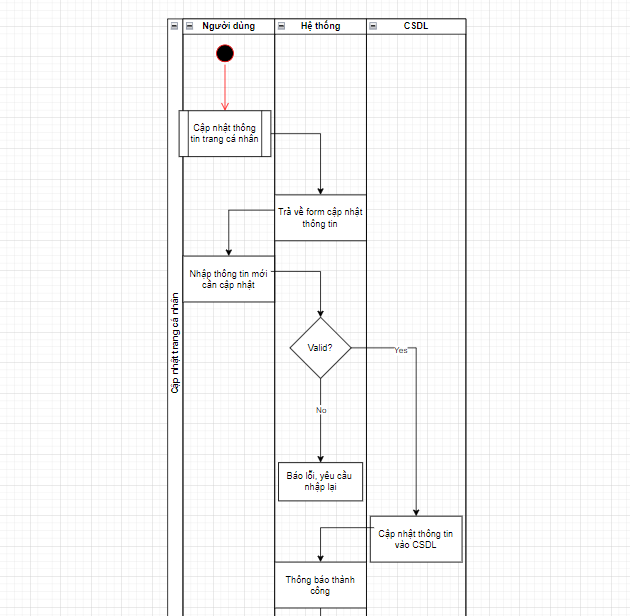 Người dùng
Hệ thống
CSDL
Cập nhật thông
tin trang cá nhân
Trả về form cập nhật
thông tin
Nhập thông tin mới
cần cập nhật
Cập nhật trang cá nhân
Valid?
Yes
No
Báo lỗi, yêu cầu
nhập lại
Cập nhật thông tin
vào CSDL
Thông báo thành
công